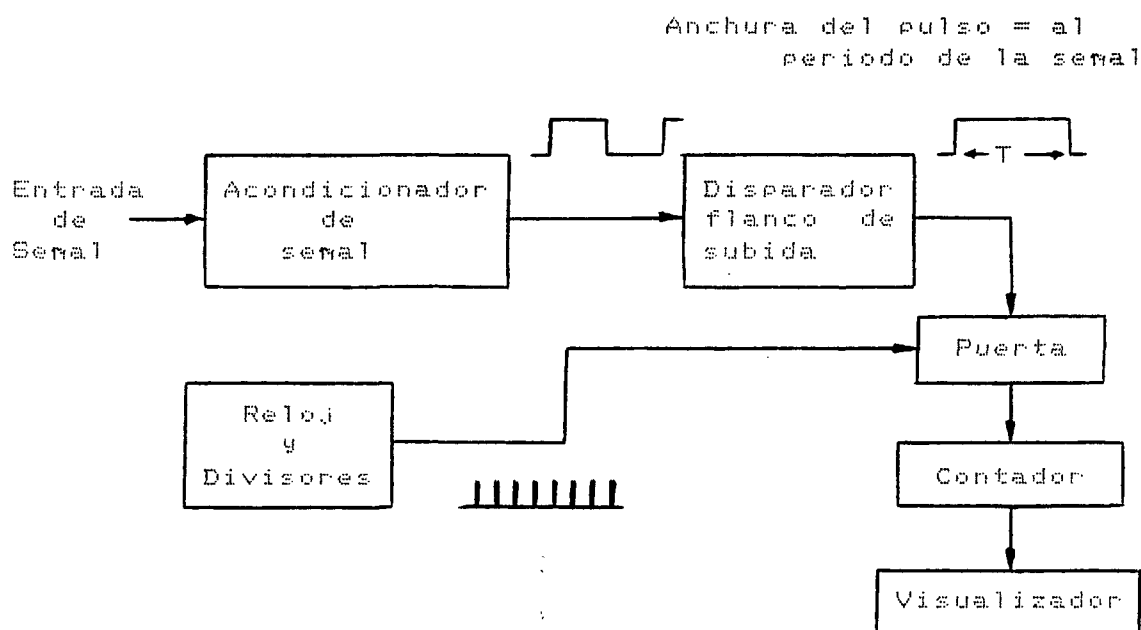 Anchura del pulso = al
periodo de la señal
Entrada
de
Señal
Acondicionador
de
señal
Disparador
flanco de
subida
T
Puerta
Reloj
y
Divisores
Contador
Visualizador